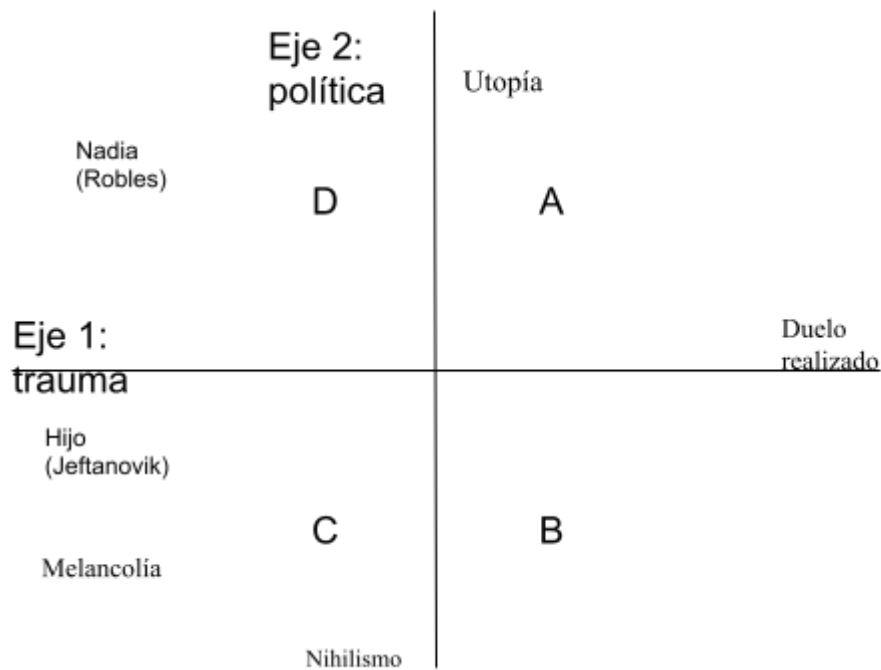 Eje 2:
política
Utopía
Nadia
(Robles)
D
A
Eje 1:
trauma
Duelo
realizado
Hijo
(Jeftanovik)
C
B
Melancolía
Nihilismo